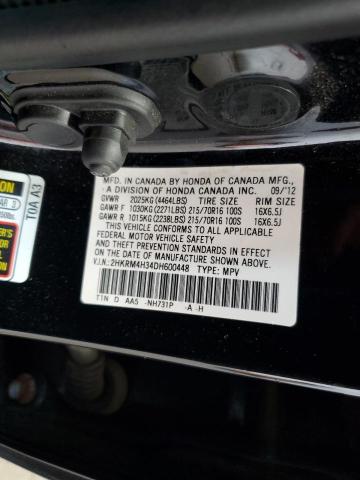 MFD. IN CANADA BY HONDA OF CANADA MFG.,
A DIVISION OF HONDA CANADA INC. 09/'12
GVWR 2025KG (4464LBS) TIRE SIZE RIM SIZE
GAWR F 1030KG (2271LBS) 215/70R16 100S 16X6.5J
GAWR R 1015KG (2238LBS) 215/70R16 100S 16X6.5J
THIS VEHICLE CONFORMS TO ALL APPLICABLE
FEDERAL MOTOR VEHICLE SAFETY
AND THEFT PREVENTION STANDARDS IN EFFECT
ON THE DATE OF MANUFACTURE SHOWN ABOVE.
V.I.N.: 2HKRM4H34DH600448 TYPE: MPV
T1N D AA5 -NH731P -A -H
T0A A3